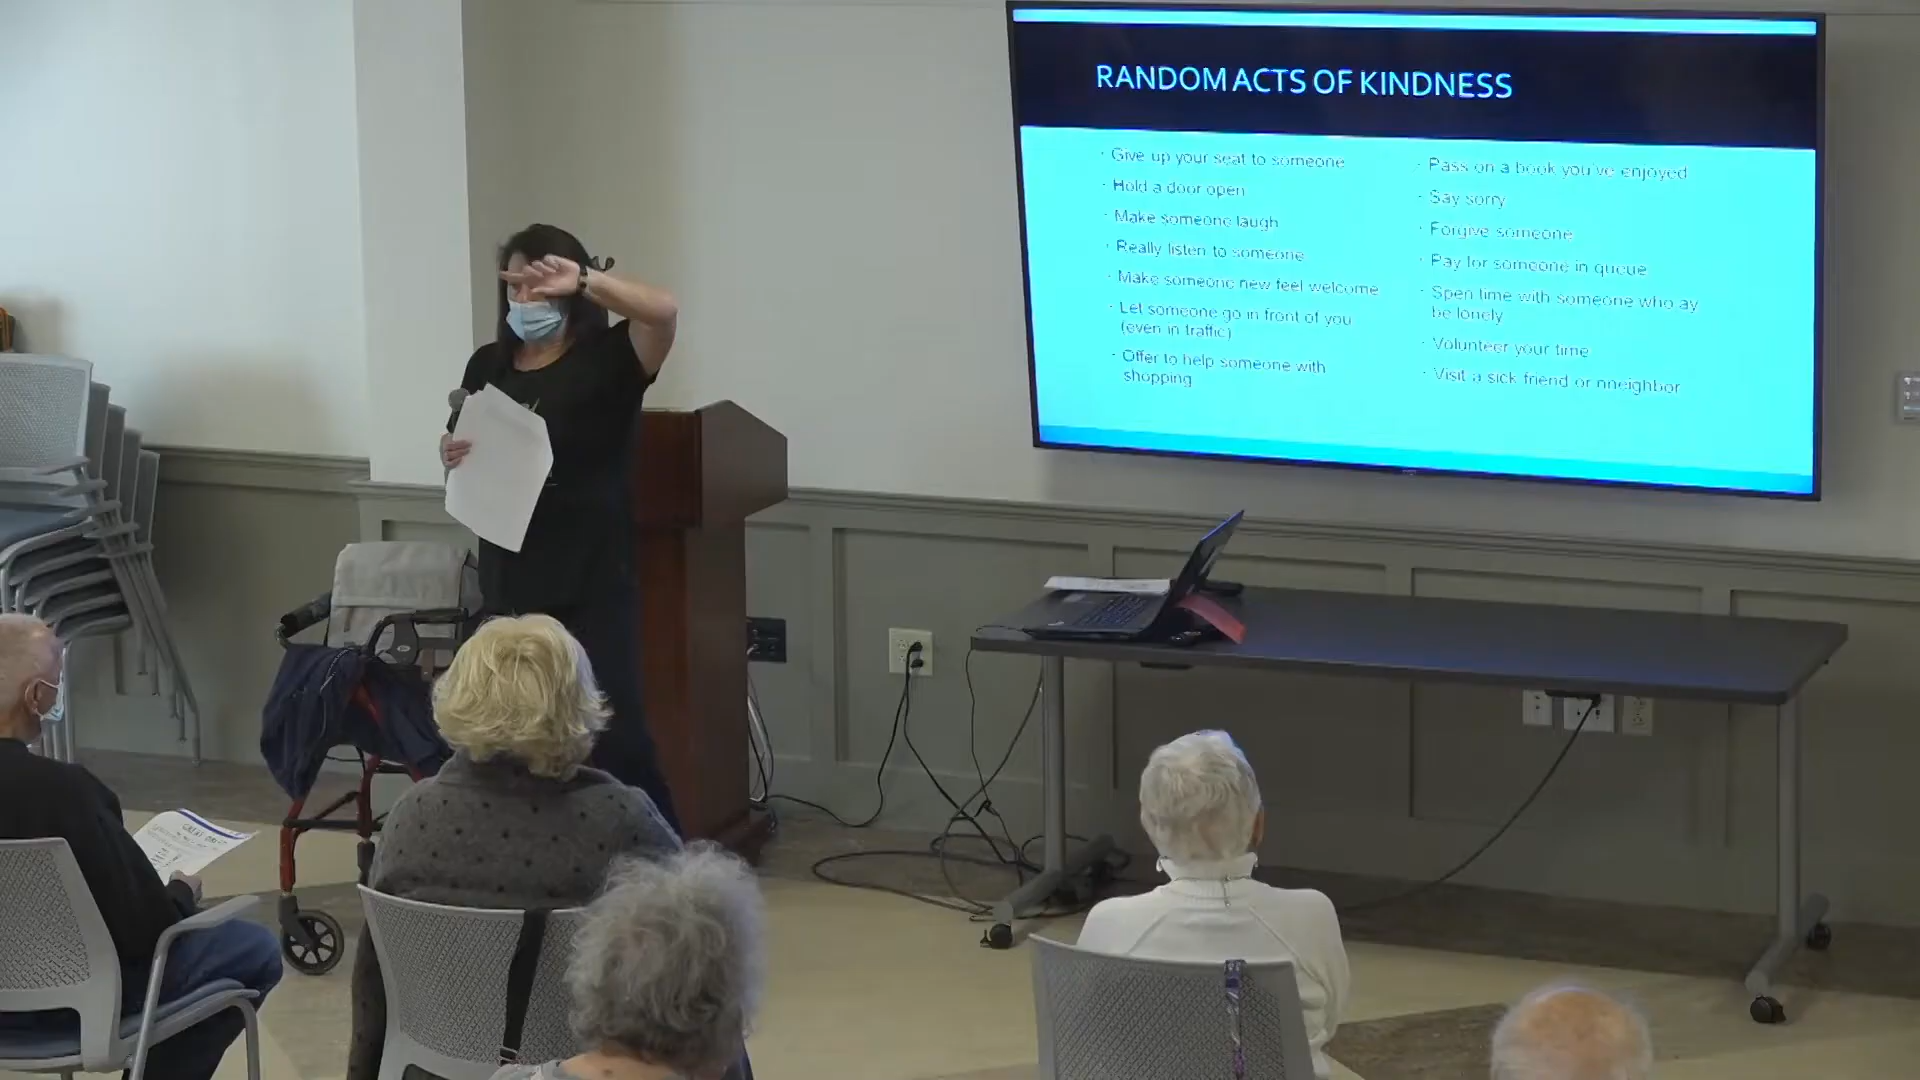 RANDOM ACTS OF KINDNESS
· Give up your seat to someone
· Hold a door open
· Make someone laugh
· Really listen to someone
· Make someone new feel welcome
· Let someone go in front of you
(even in traffic)
· Offer to help someone with
shopping
· Pass on a book you've enjoyed
· Say sorry
· Forgive someone
· Pay for someone in queue
· Spen time with someone who ay
be lonely
· Volunteer your time
· Visit a sick friend or nneighbor